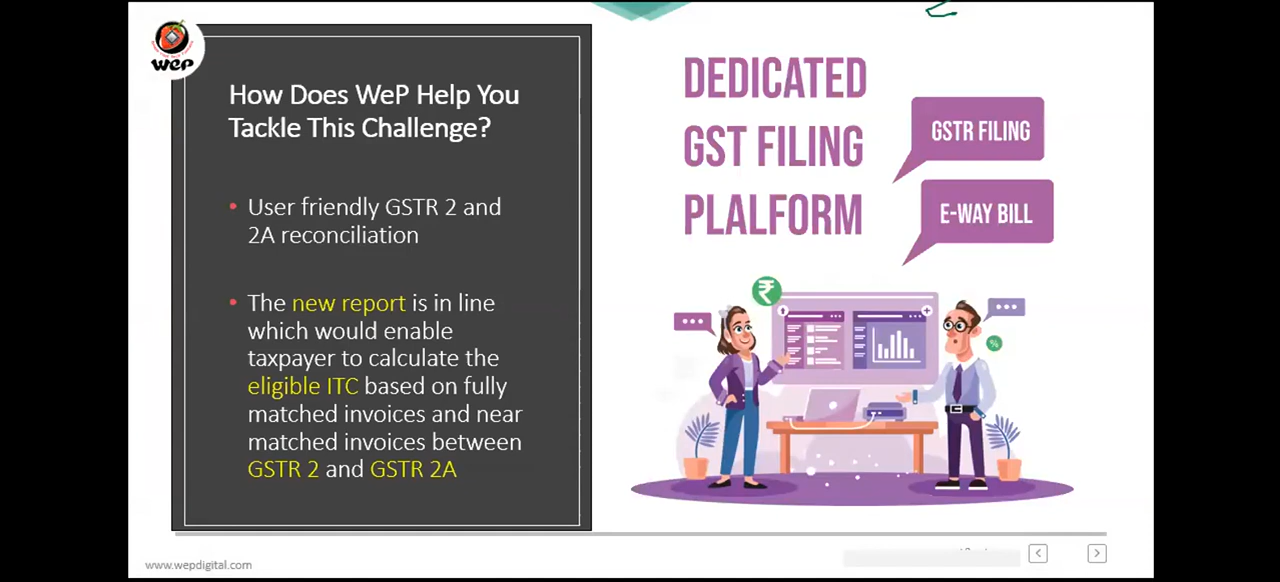 WeP
How Does WeP Help You
Tackle This Challenge?
• User friendly GSTR 2 and
2A reconciliation
• The new report is in line
which would enable
taxpayer to calculate the
eligible ITC based on fully
matched invoices and near
matched invoices between
GSTR 2 and GSTR 2A
DEDICATED
GST FILING
PLALFORM
GSTR FILING
E-WAY BILL
₹
%
www.wepdigital.com